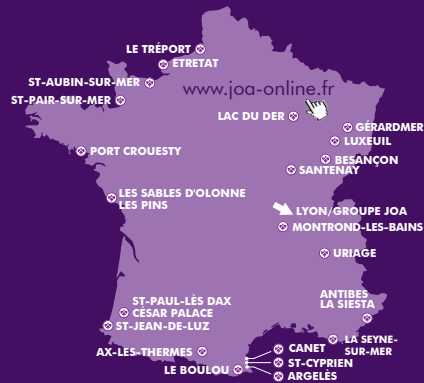 LE TRÉPORT
ETRETAT
ST-AUBIN-SUR-MER
www.joa-online.fr
ST-PAIR-SUR-MER
LAC DU DER
GÉRARDMER
LUXEUIL
PORT CROUESTY
BESANÇON
SANTENAY
LES SABLES D'OLONNE
LES PINS
LYON/GROUPE JOA
MONTROND-LES-BAINS
URIAGE
ANTIBES
LA SIESTA
ST-PAUL-LÈS DAX
CÉSAR PALACE
ST-JEAN-DE-LUZ
LA SEYNE-
SUR-MER
AX-LES-THERMES
CANET
LE BOULOU
ST-CYPRIEN
ARGELÈS